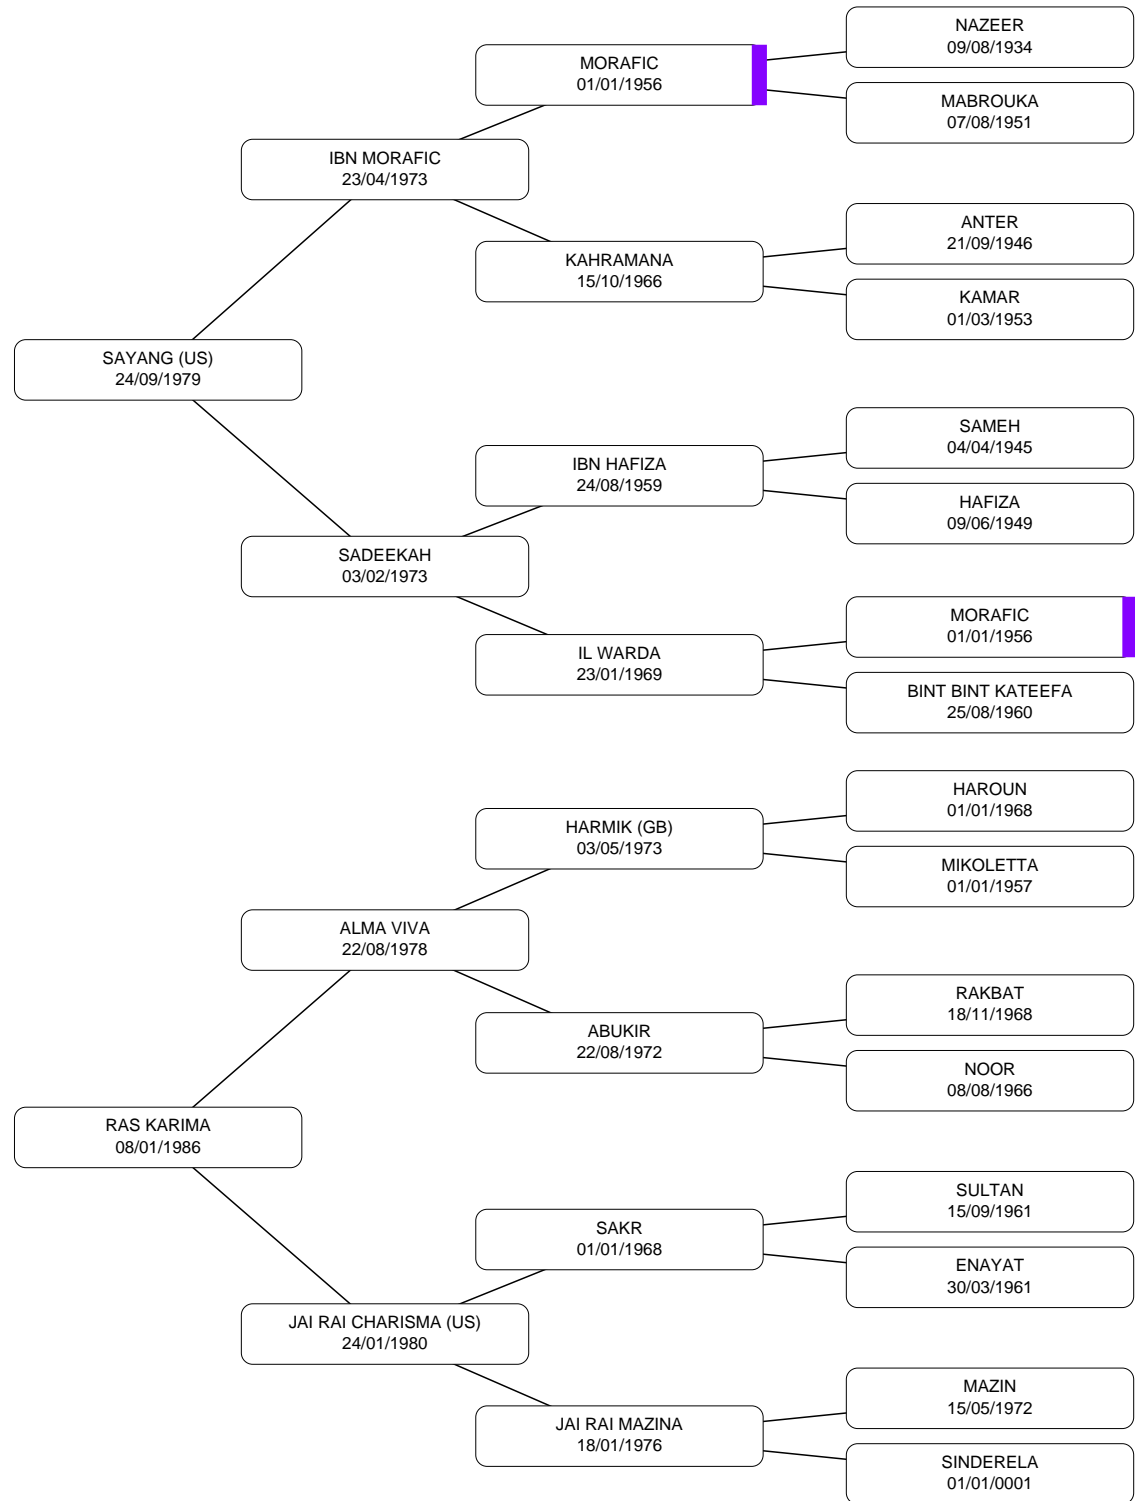 NAZEER
09/08/1934
MORAFIC
01/01/1956
MABROUKA
07/08/1951
IBN MORAFIC
23/04/1973
ANTER
21/09/1946
KAHRAMANA
15/10/1966
KAMAR
01/03/1953
SAYANG (US)
24/09/1979
SAMEH
04/04/1945
IBN HAFIZA
24/08/1959
HAFIZA
09/06/1949
SADEEKAH
03/02/1973
MORAFIC
01/01/1956
IL WARDA
23/01/1969
BINT BINT KATEEFA
25/08/1960
HAROUN
01/01/1968
HARMIK (GB)
03/05/1973
MIKOLETTA
01/01/1957
ALMA VIVA
22/08/1978
RAKBAT
18/11/1968
ABUKIR
22/08/1972
NOOR
08/08/1966
RAS KARIMA
08/01/1986
SULTAN
15/09/1961
SAKR
01/01/1968
ENAYAT
30/03/1961
JAI RAI CHARISMA (US)
24/01/1980
MAZIN
15/05/1972
JAI RAI MAZINA
18/01/1976
SINDERELA
01/01/0001